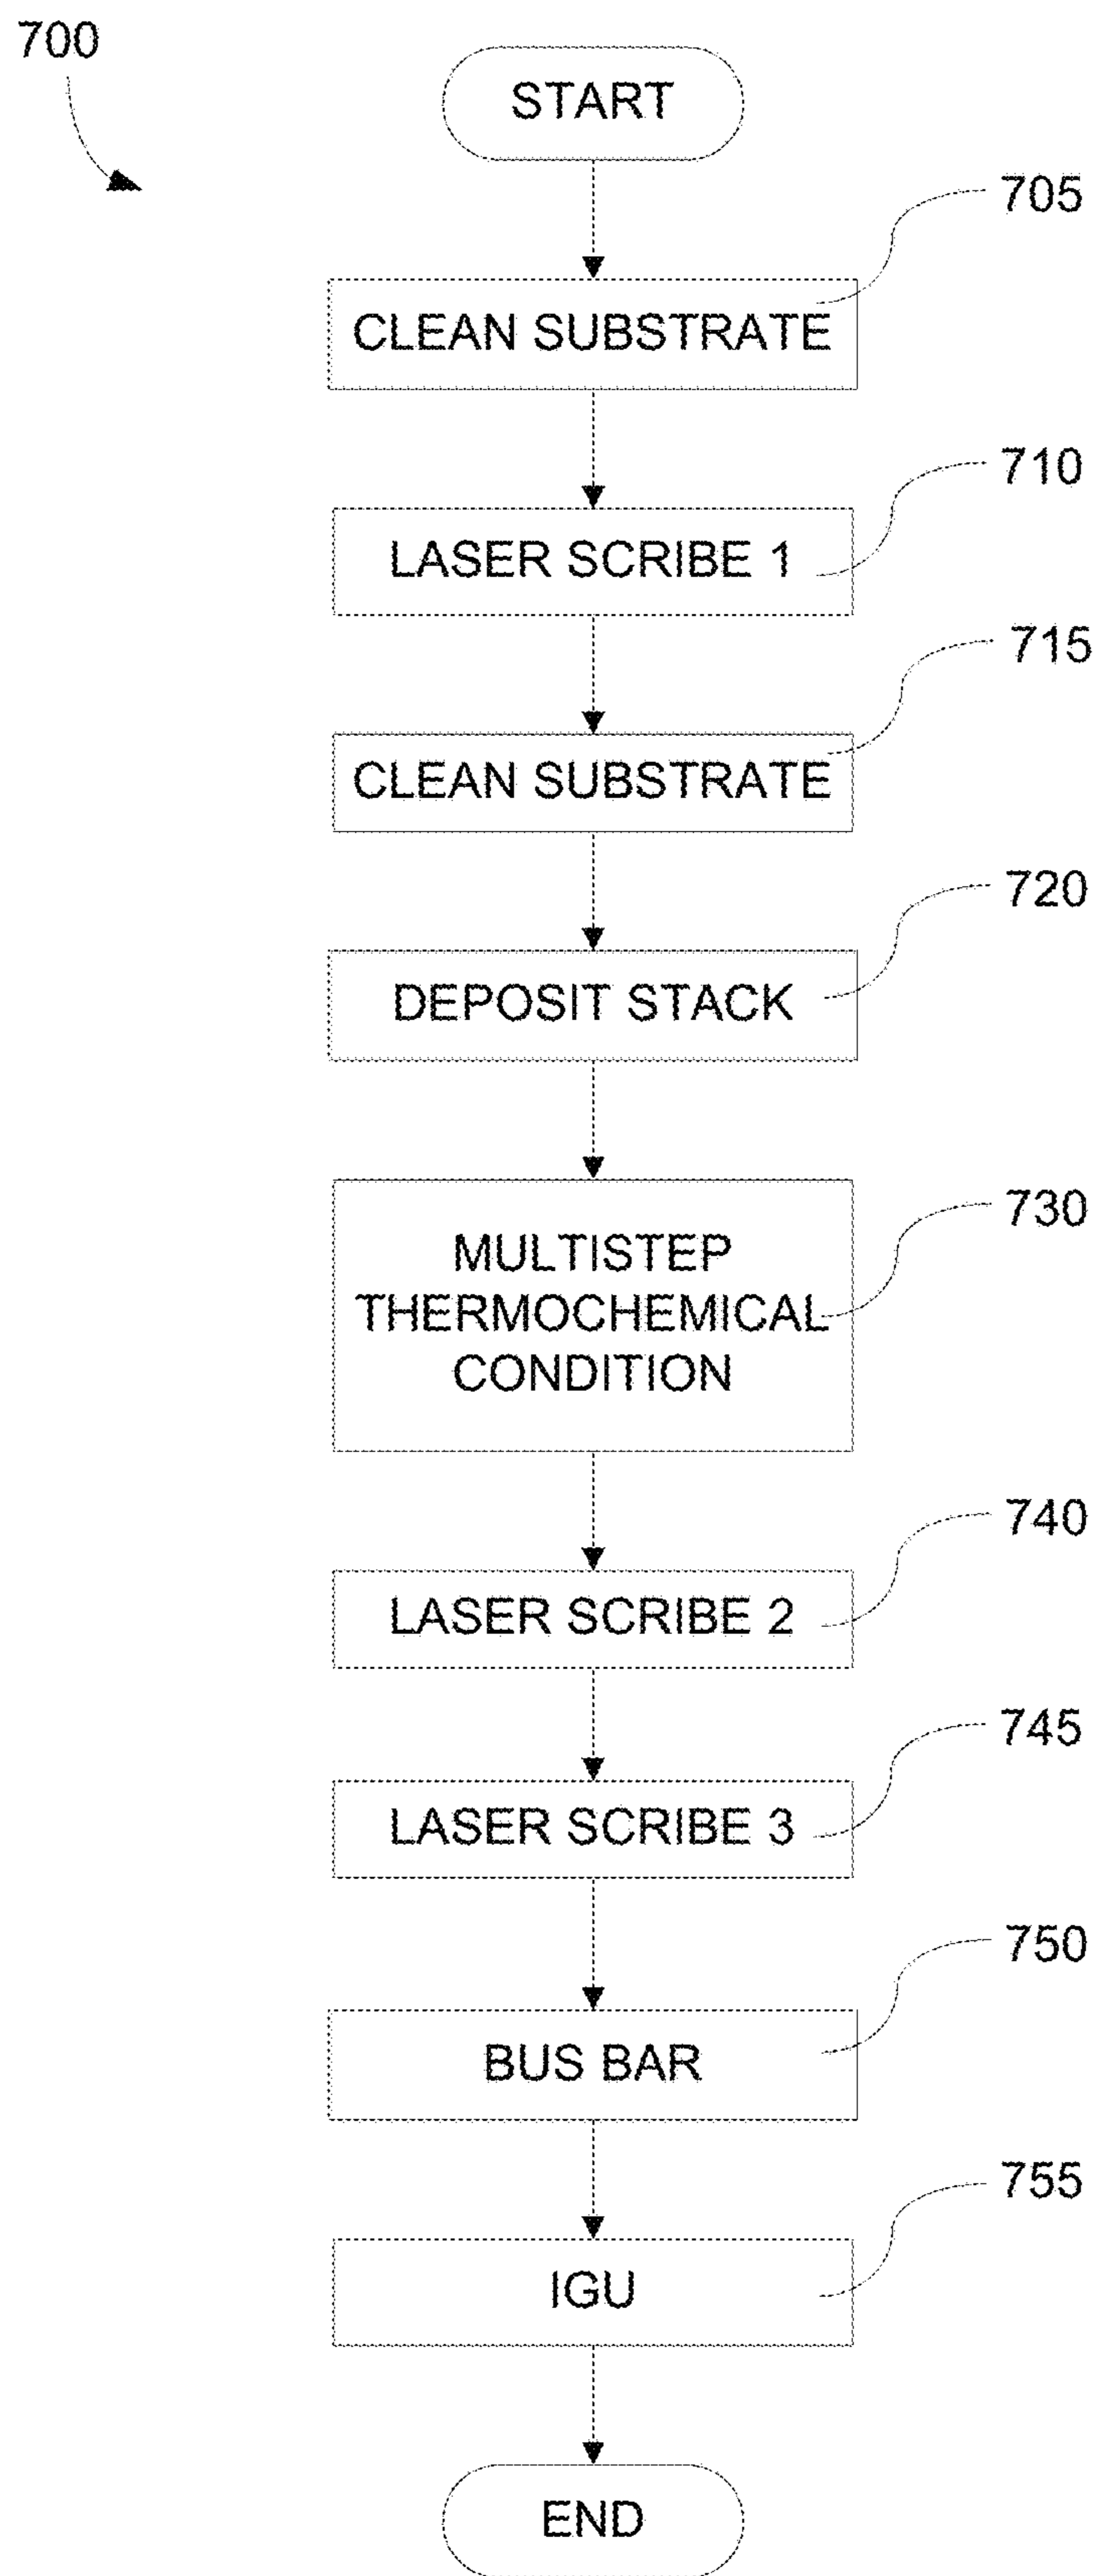 700
START
705
CLEAN SUBSTRATE
710
LASER SCRIBE 1
715
CLEAN SUBSTRATE
720
DEPOSIT STACK
730
MULTISTEP
THERMOCHEMICAL
CONDITION
740
LASER SCRIBE 2
745
LASER SCRIBE 3
750
BUS BAR
755
IGU
END